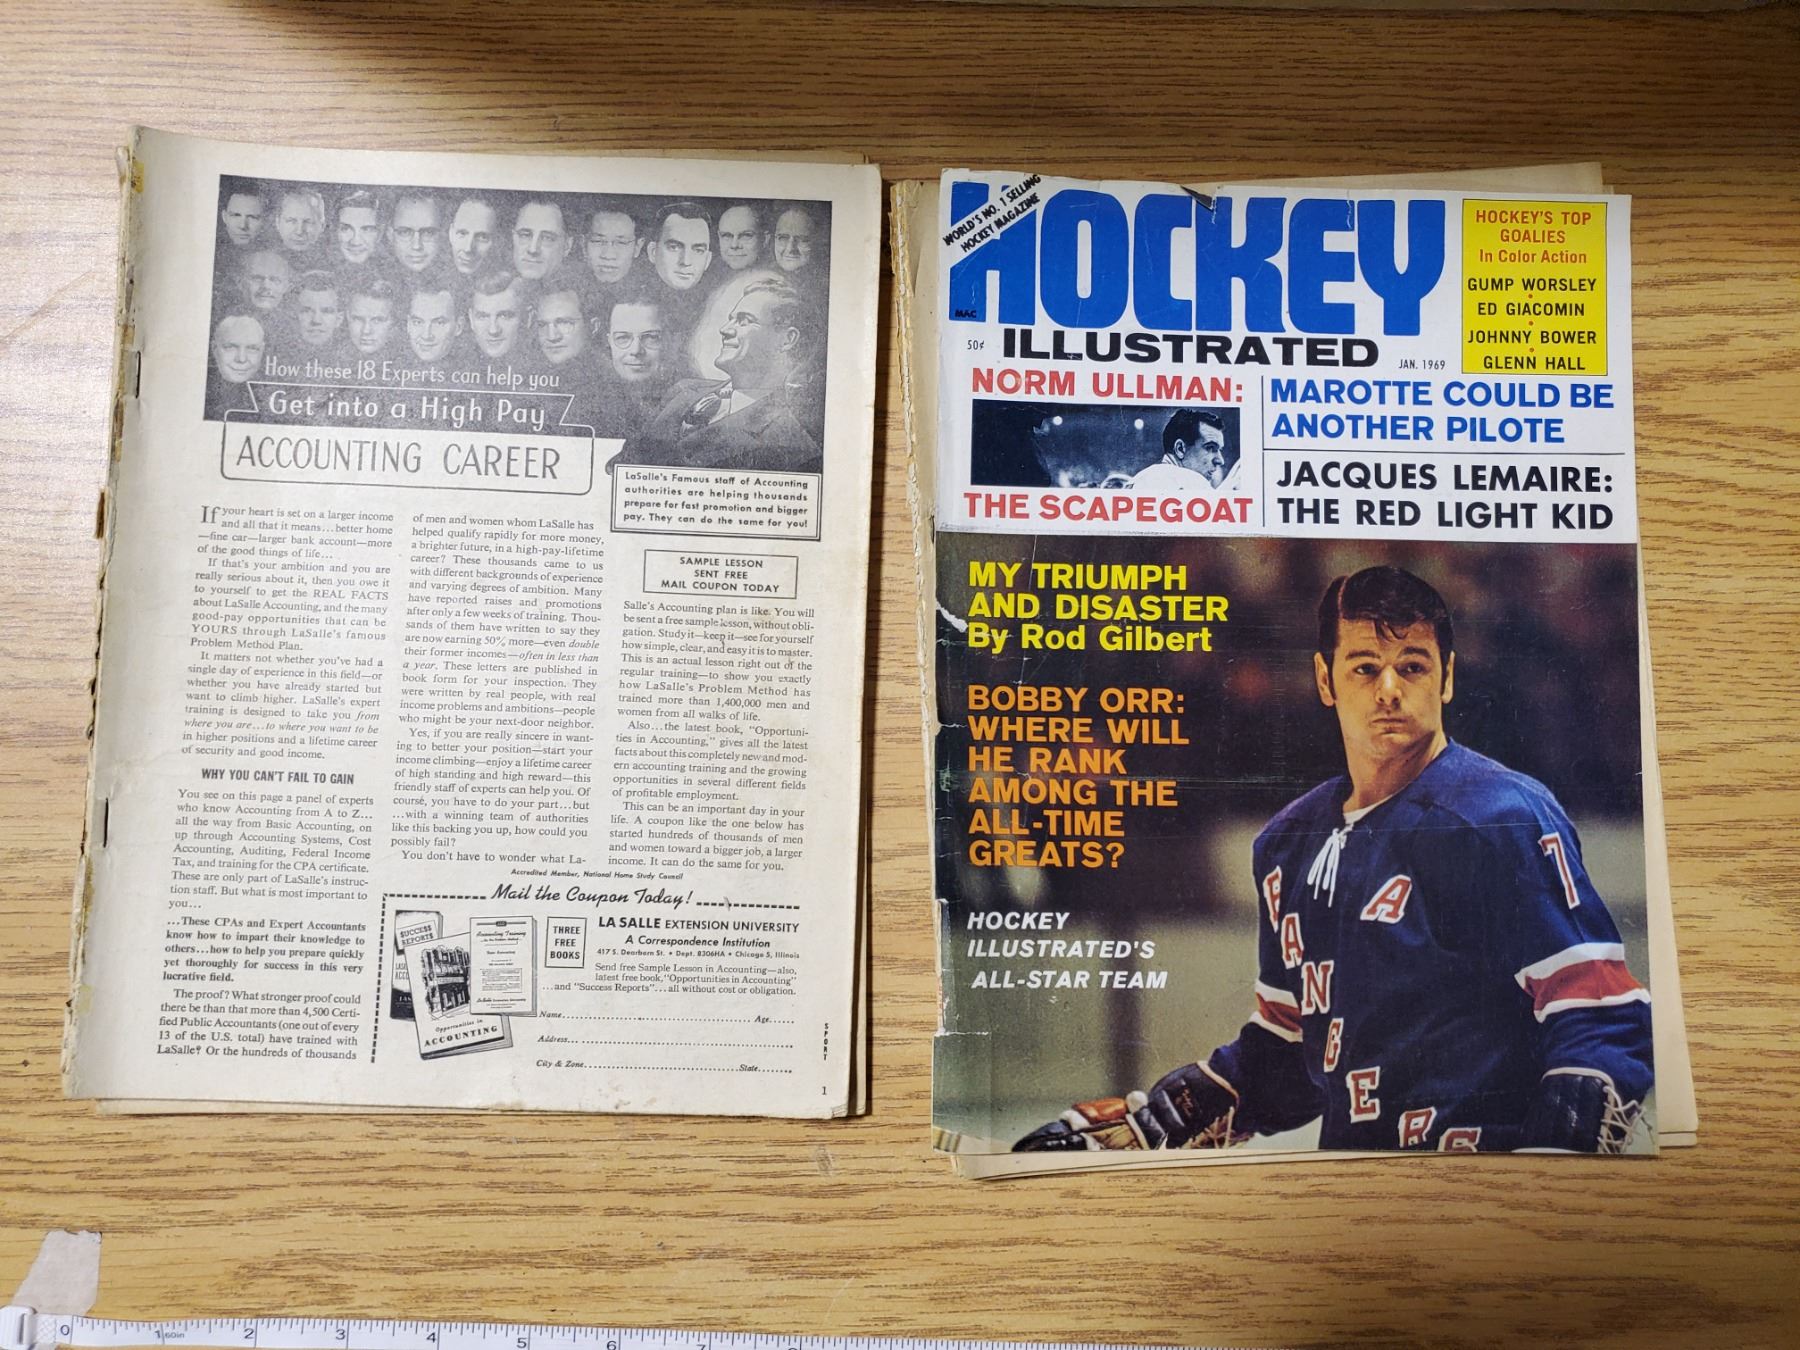 How these 18 Experts can help you
Get into a High Pay
ACCOUNTING CAREER
LaSalle's Famous staff of Accounting
authorities are helping thousands
prepare for fast promotion and bigger
pay. They can do the same for you!
If your heart is set on a larger income
and all that it means...better home
—fine car—larger bank account—more
of the good things of life...
If that's your ambition and you are
really serious about it, then you owe it
to yourself to get the REAL FACTS
about LaSalle Accounting, and the many
good-pay opportunities that can be
YOURS through LaSalle's famous
Problem Method Plan.
It matters not whether you've had a
single day of experience in this field—or
whether you have already started but
want to climb higher. LaSalle's expert
training is designed to take you from
where you are...to where you want to be
in higher positions and a lifetime career
of security and good income.
WHY YOU CAN'T FAIL TO GAIN
You see on this page a panel of experts
who know Accounting from A to Z...
all the way from Basic Accounting, on
up through Accounting Systems, Cost
Accounting, Auditing, Federal Income
Tax, and training for the CPA certificate.
These are only part of LaSalle's instruc-
tion staff. But what is most important to
you...
...These CPAs and Expert Accountants
know how to impart their knowledge to
others...how to help you prepare quickly
yet thoroughly for success in this very
lucrative field.
The proof? What stronger proof could
there be than that more than 4,500 Certi-
fied Public Accountants (one out of every
13 of the U.S. total) have trained with
LaSalle? Or the hundreds of thousands
of men and women whom LaSalle has
helped qualify rapidly for more money,
a brighter future, in a high-pay-lifetime
career? These thousands came to us
with different backgrounds of experience
and varying degrees of ambition. Many
have reported raises and promotions
after only a few weeks of training. Thou-
sands of them have written to say they
are now earning 50% more—even double
their former incomes—often in less than
a year. These letters are published in
book form for your inspection. They
were written by real people, with real
income problems and ambitions—people
who might be your next-door neighbor.
Yes, if you are really sincere in want-
ing to better your position—start your
income climbing—enjoy a lifetime career
of high standing and high reward—this
friendly staff of experts can help you. Of
course, you have to do your part...but
...with a winning team of authorities
like this backing you up, how could you
possibly fail?
You don't have to wonder what La-
SAMPLE LESSON
SENT FREE
MAIL COUPON TODAY
Salle's Accounting plan is like. You will
be sent a free sample lesson, without obli-
gation. Study it—keep it—see for yourself
how simple, clear, and easy it is to master.
This is an actual lesson right out of the
regular training—to show you exactly
how LaSalle's Problem Method has
trained more than 1,400,000 men and
women from all walks of life.
Also...the latest book, "Opportuni-
ties in Accounting," gives all the latest
facts about this completely new and mod-
ern accounting training and the growing
opportunities in several different fields
of profitable employment.
This can be an important day in your
life. A coupon like the one below has
started hundreds of thousands of men
and women toward a bigger job, a larger
income. It can do the same for you.
Accredited Member, National Home Study Council
Mail the Coupon Today!
SUCCESS
REPORTS
Opportunities in
ACCOUNTING
THREE
FREE
BOOKS
LA SALLE EXTENSION UNIVERSITY
A Correspondence Institution
417 S. Dearborn St. • Dept. 8306HA • Chicago 5, Illinois
Send free Sample Lesson in Accounting—also,
latest free book, "Opportunities in Accounting"
...and "Success Reports"...all without cost or obligation.
Name.................... Age......
Address....................
City & Zone.................... State........
SPORT
1
WORLD'S NO. 1 SELLING
HOCKEY MAGAZINE
HOCKEY
MAC
50¢
ILLUSTRATED
JAN. 1969
HOCKEY'S TOP
GOALIES
In Color Action
GUMP WORSLEY
•
ED GIACOMIN
•
JOHNNY BOWER
•
GLENN HALL
NORM ULLMAN:
THE SCAPEGOAT
MAROTTE COULD BE
ANOTHER PILOTE
JACQUES LEMAIRE:
THE RED LIGHT KID
MY TRIUMPH
AND DISASTER
By Rod Gilbert
BOBBY ORR:
WHERE WILL
HE RANK
AMONG THE
ALL-TIME
GREATS?
HOCKEY
ILLUSTRATED'S
ALL-STAR TEAM
7
A
RANGERS
0 1 60in 2 3 4 5 6 7